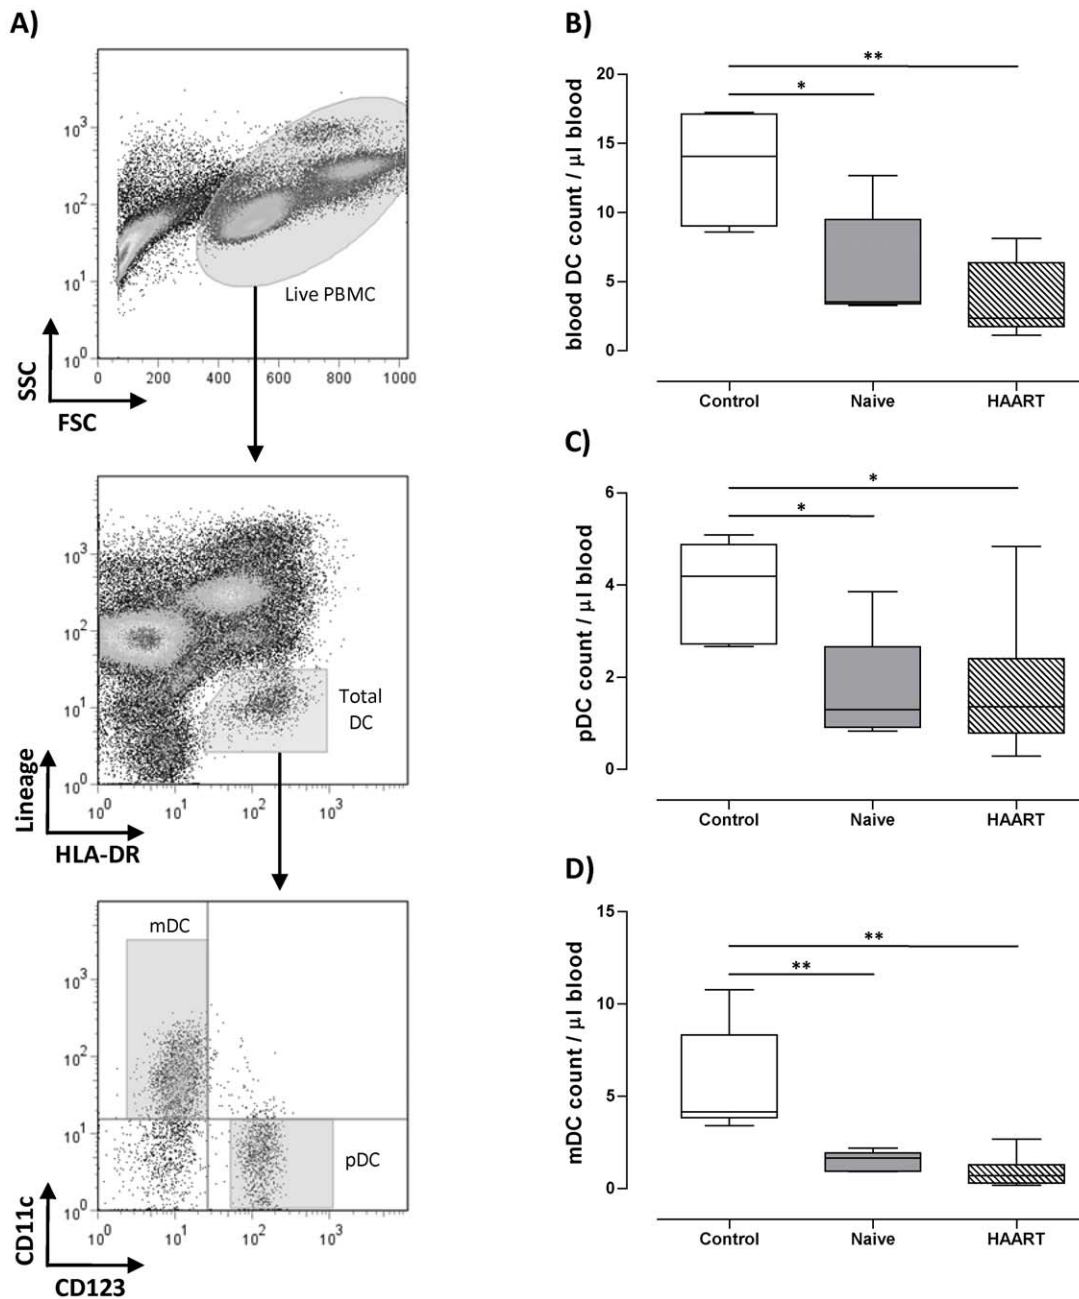 A)
10³
10²
10¹
10⁰
Live PBMC
0 200 400 600 800 1000
SSC
FSC
10³
10²
10¹
10⁰
Total
DC
10⁰ 10¹ 10² 10³
Lineage
HLA-DR
mDC
10³
10²
10¹
10⁰
pDC
10⁰ 10¹ 10² 10³
CD11c
CD123
B)
**
*
20
15
10
5
0
blood DC count / µl blood
Control Naive HAART
C)
*
*
6
4
2
0
pDC count / µl blood
Control Naive HAART
D)
**
**
15
10
5
0
mDC count / µl blood
Control Naive HAART